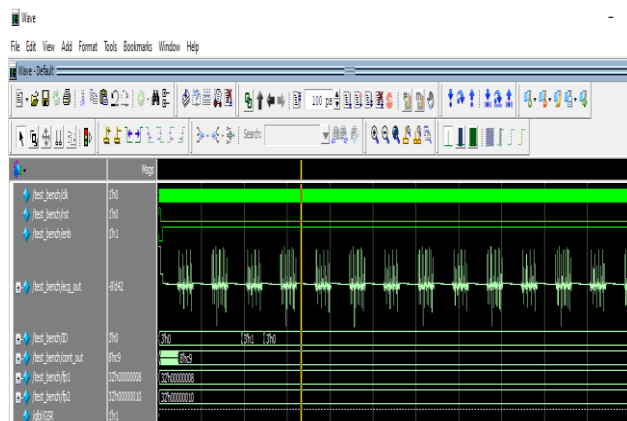 Wave
File Edit View Add Format Tools Bookmarks Window Help
Wave - Default
100 ps
Search:
Msgs
/test_bench/clk 1'h0
/test_bench/rst 1'h0
/test_bench/enb 1'h1
/test_bench/ecg_out -8'd42
/test_bench/ID 3'h0 3'h0 3'h1 3'h0
/test_bench/cont_out 8'hc9 8'hc9
/test_bench/fp1 32'h00000008 32'h00000008
/test_bench/fp2 32'h00000010 32'h00000010
/glbl/GSR 1'h1